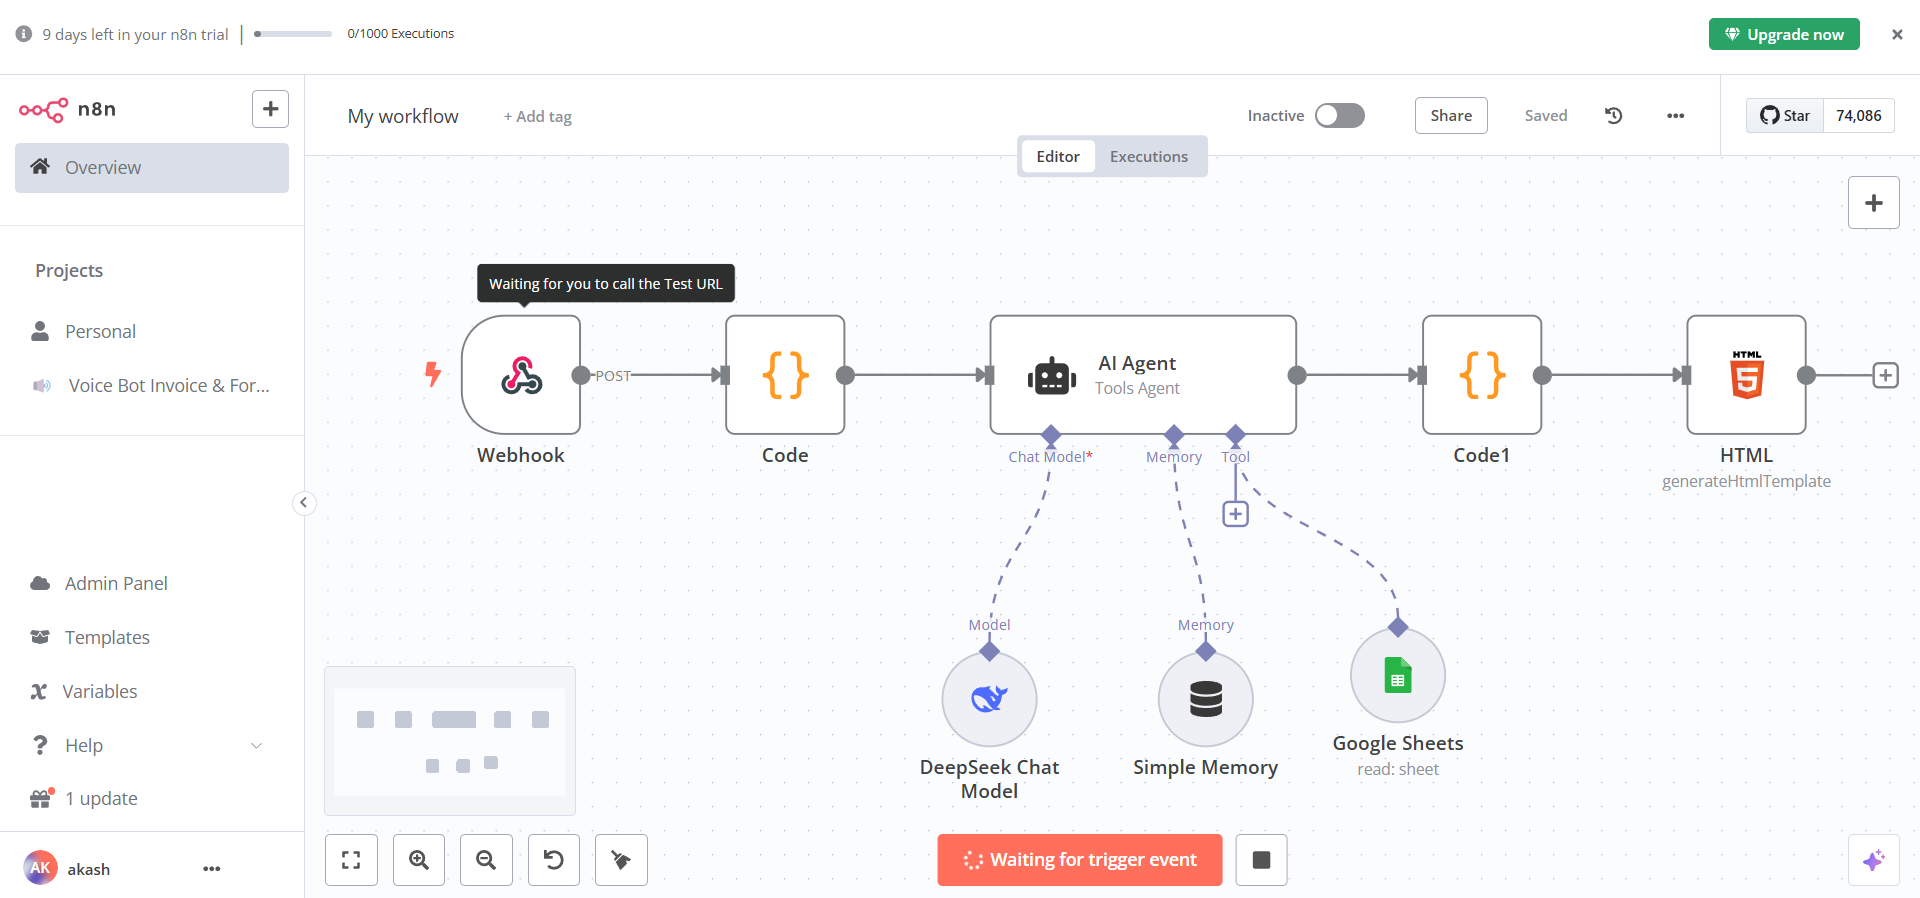 9 days left in your n8n trial
0/1000 Executions
Upgrade now
n8n
Overview
Projects
Personal
Voice Bot Invoice & For...
Admin Panel
Templates
Variables
Help
1 update
AK
akash
My workflow
+ Add tag
Inactive
Share
Saved
Star
74,086
Editor
Executions
Waiting for you to call the Test URL
POST
Webhook
Code
AI Agent
Tools Agent
Chat Model*
Memory
Tool
Code1
HTML
5
HTML
generateHtmlTemplate
Model
Memory
DeepSeek Chat
Model
Simple Memory
Google Sheets
read: sheet
Waiting for trigger event